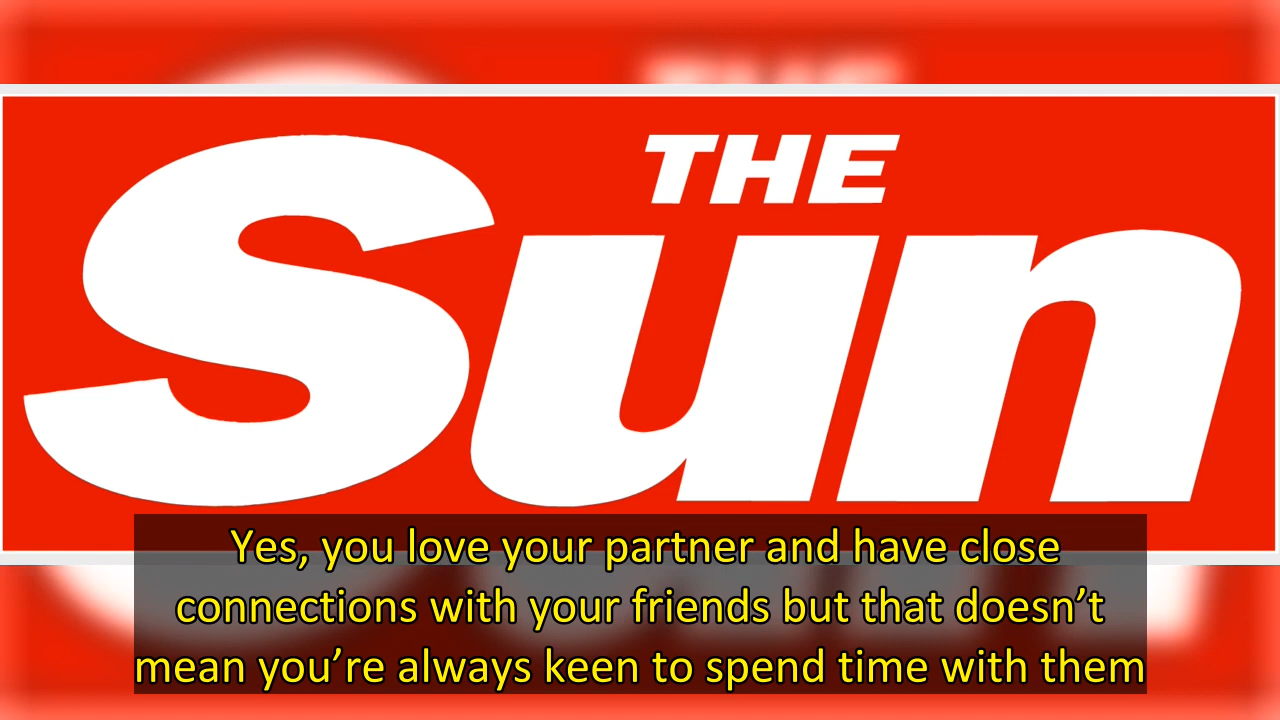 THE
Sun
Yes, you love your partner and have close
connections with your friends but that doesn’t
mean you’re always keen to spend time with them